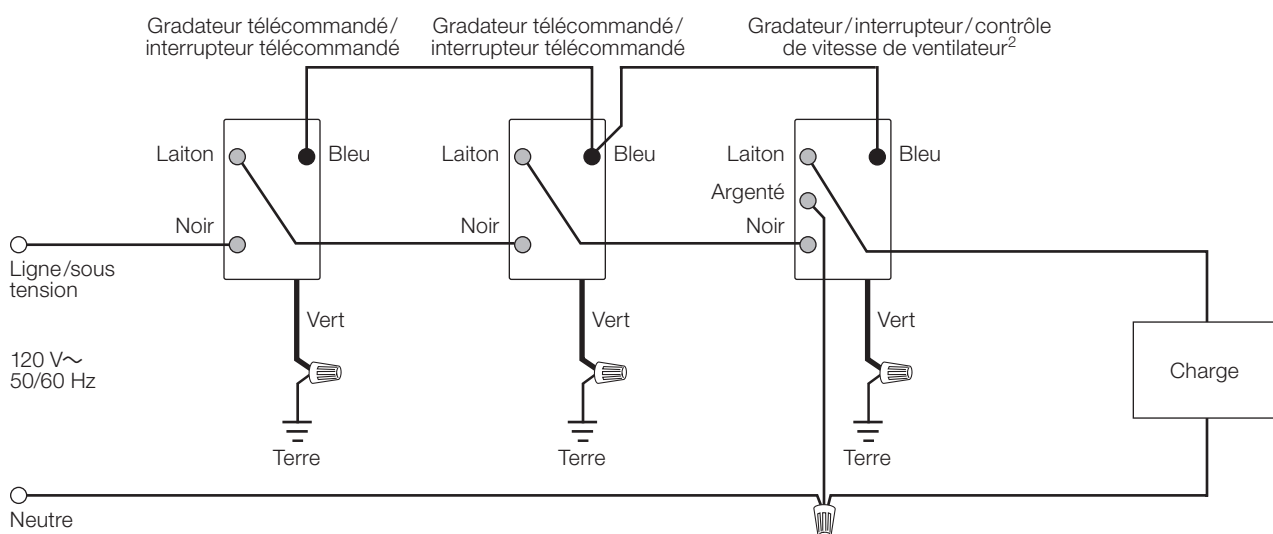 Gradateur télécommandé/
interrupteur télécommandé
Gradateur télécommandé/
interrupteur télécommandé
Gradateur/interrupteur/contrôle
de vitesse de ventilateur²
Laiton
Bleu
Laiton
Bleu
Laiton
Bleu
Argenté
Noir
Noir
Noir
Ligne/sous
tension
Vert
Vert
Vert
120 V~
50/60 Hz
Charge
Terre
Terre
Terre
Neutre